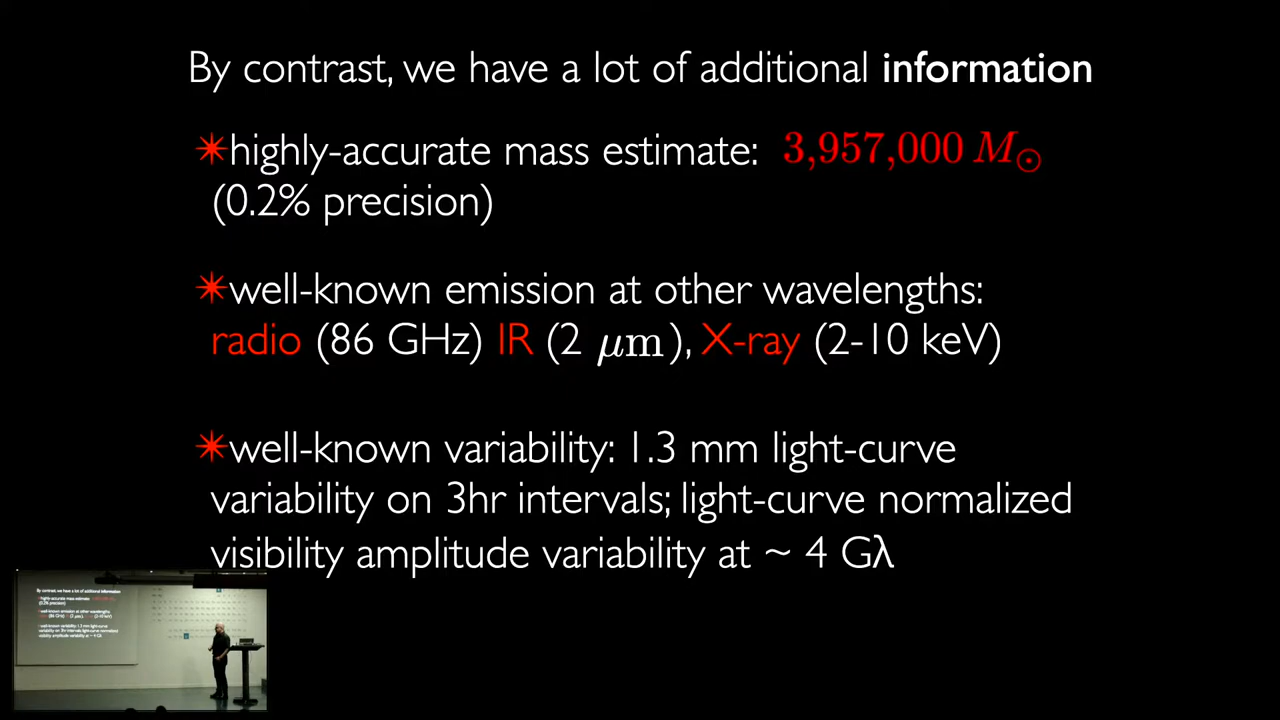 By contrast, we have a lot of additional information
✴highly-accurate mass estimate: 3,957,000 M⊙
(0.2% precision)
✴well-known emission at other wavelengths:
radio (86 GHz) IR (2 μm), X-ray (2-10 keV)
✴well-known variability: 1.3 mm light-curve
variability on 3hr intervals; light-curve normalized
visibility amplitude variability at ~ 4 Gλ